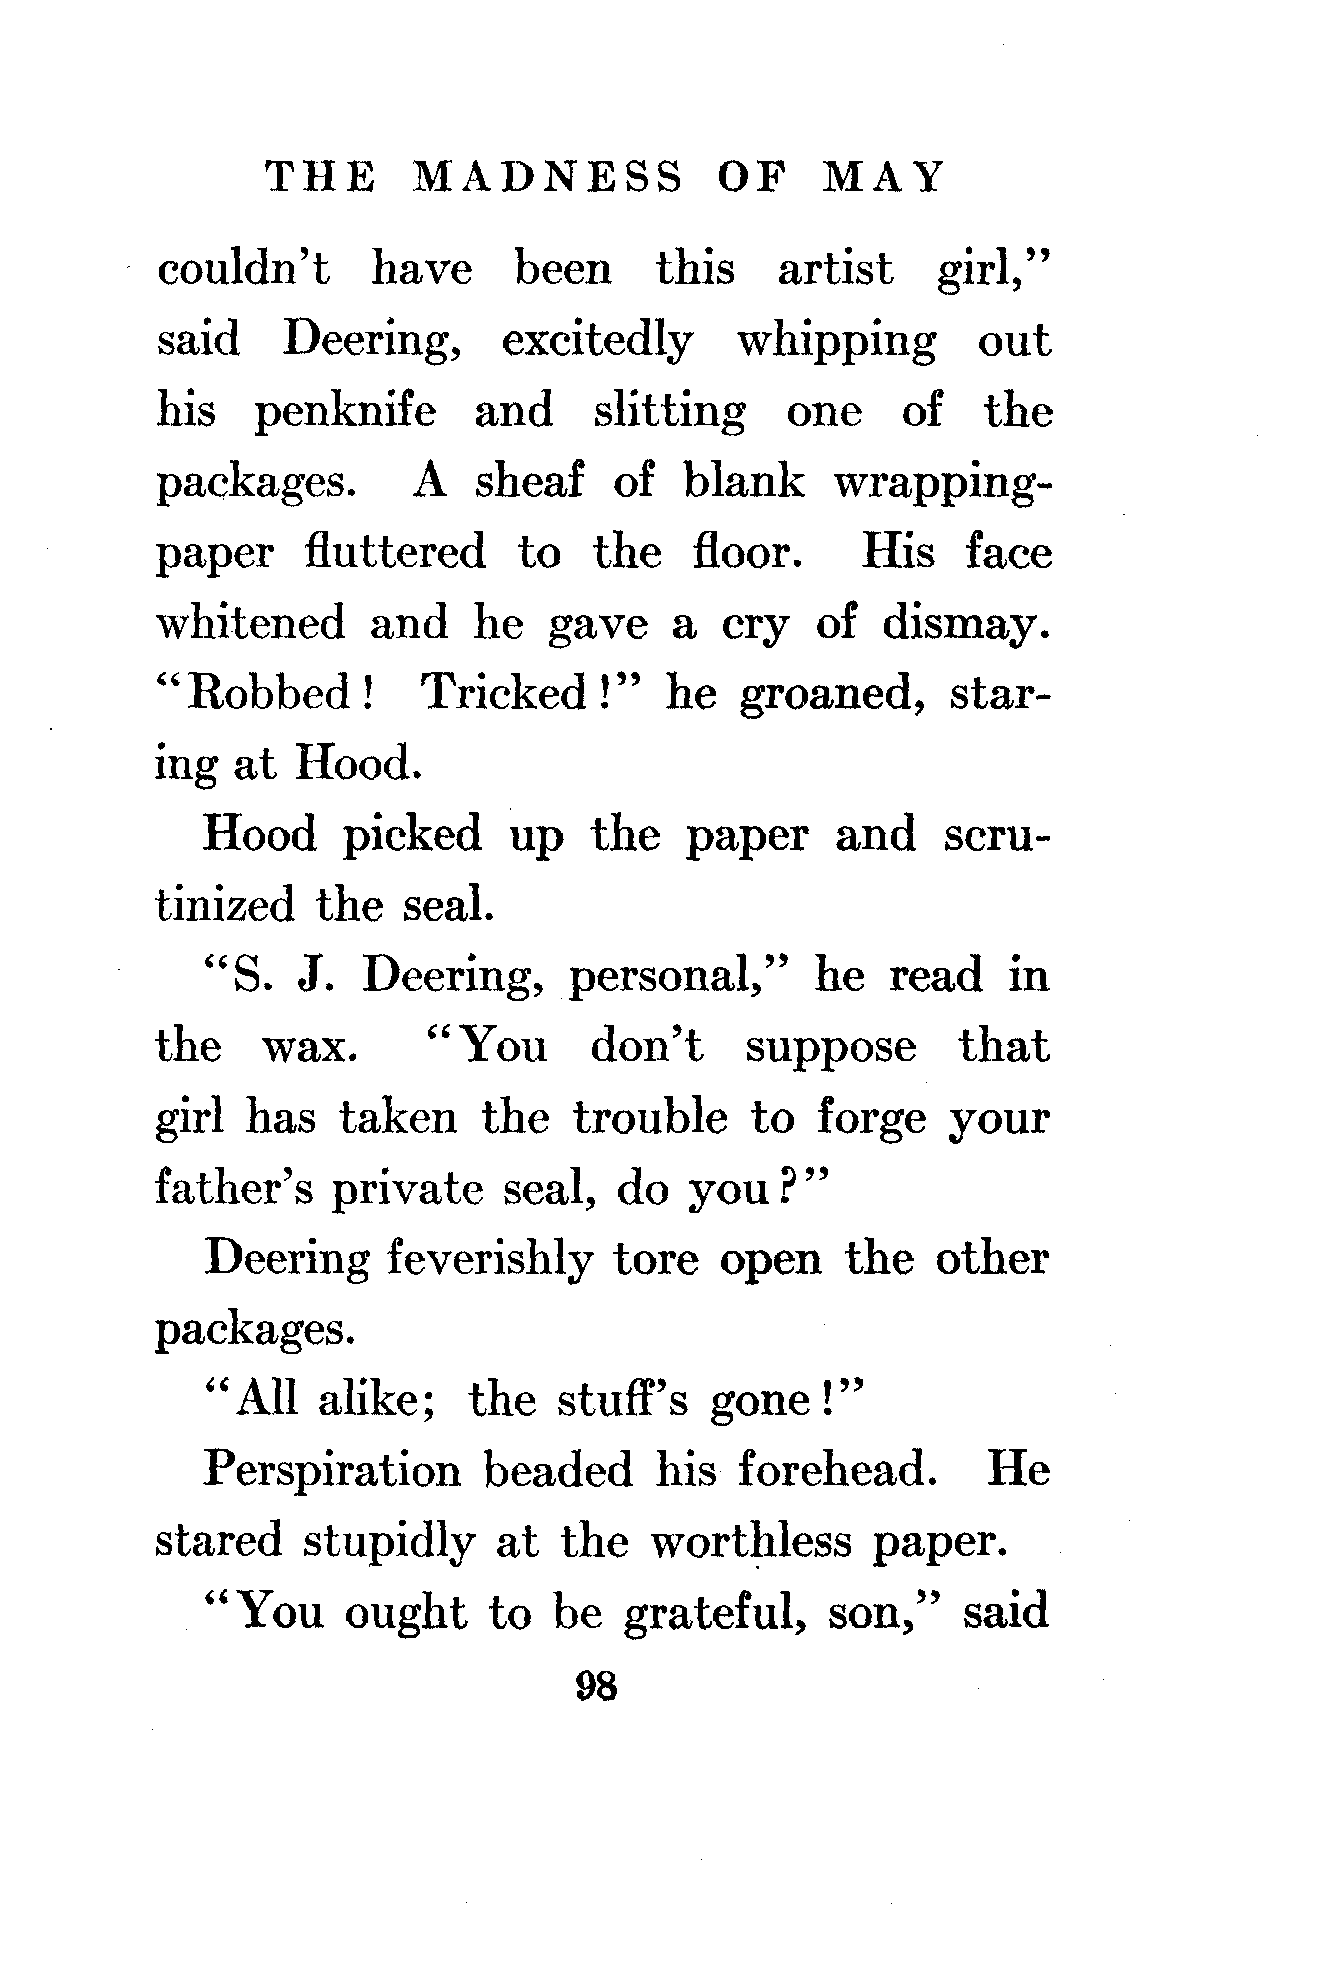 THE MADNESS OF MAY
couldn't have been this artist girl,”
said Deering, excitedly whipping out
his penknife and slitting one of the
packages. A sheaf of blank wrapping-
paper fluttered to the floor. His face
whitened and he gave a cry of dismay.
“Robbed! Tricked!” he groaned, star-
ing at Hood.
Hood picked up the paper and scru-
tinized the seal.
“S. J. Deering, personal,” he read in
the wax. “You don't suppose that
girl has taken the trouble to forge your
father's private seal, do you?”
Deering feverishly tore open the other
packages.
“All alike; the stuff's gone!”
Perspiration beaded his forehead. He
stared stupidly at the worthless paper.
“You ought to be grateful, son,” said
98